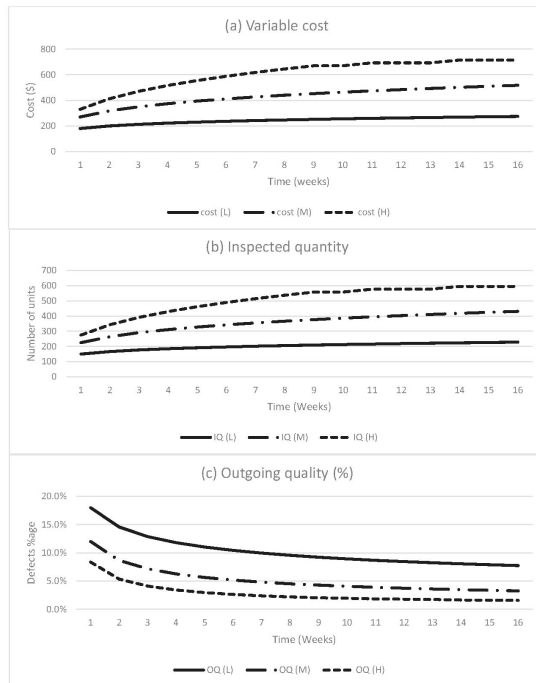 (a) Variable cost
800
600
400
200
0
Cost ($)
1 2 3 4 5 6 7 8 9 10 11 12 13 14 15 16
Time (weeks)
cost (L) cost (M) cost (H)
(b) Inspected quantity
700
600
500
400
300
200
100
0
Number of units
1 2 3 4 5 6 7 8 9 10 11 12 13 14 15 16
Time (Weeks)
IQ (L) IQ (M) IQ (H)
(c) Outgoing quality (%)
20.0%
15.0%
10.0%
5.0%
0.0%
Defects %age
1 2 3 4 5 6 7 8 9 10 11 12 13 14 15 16
Time (Weeks)
OQ (L) OQ (M) OQ (H)